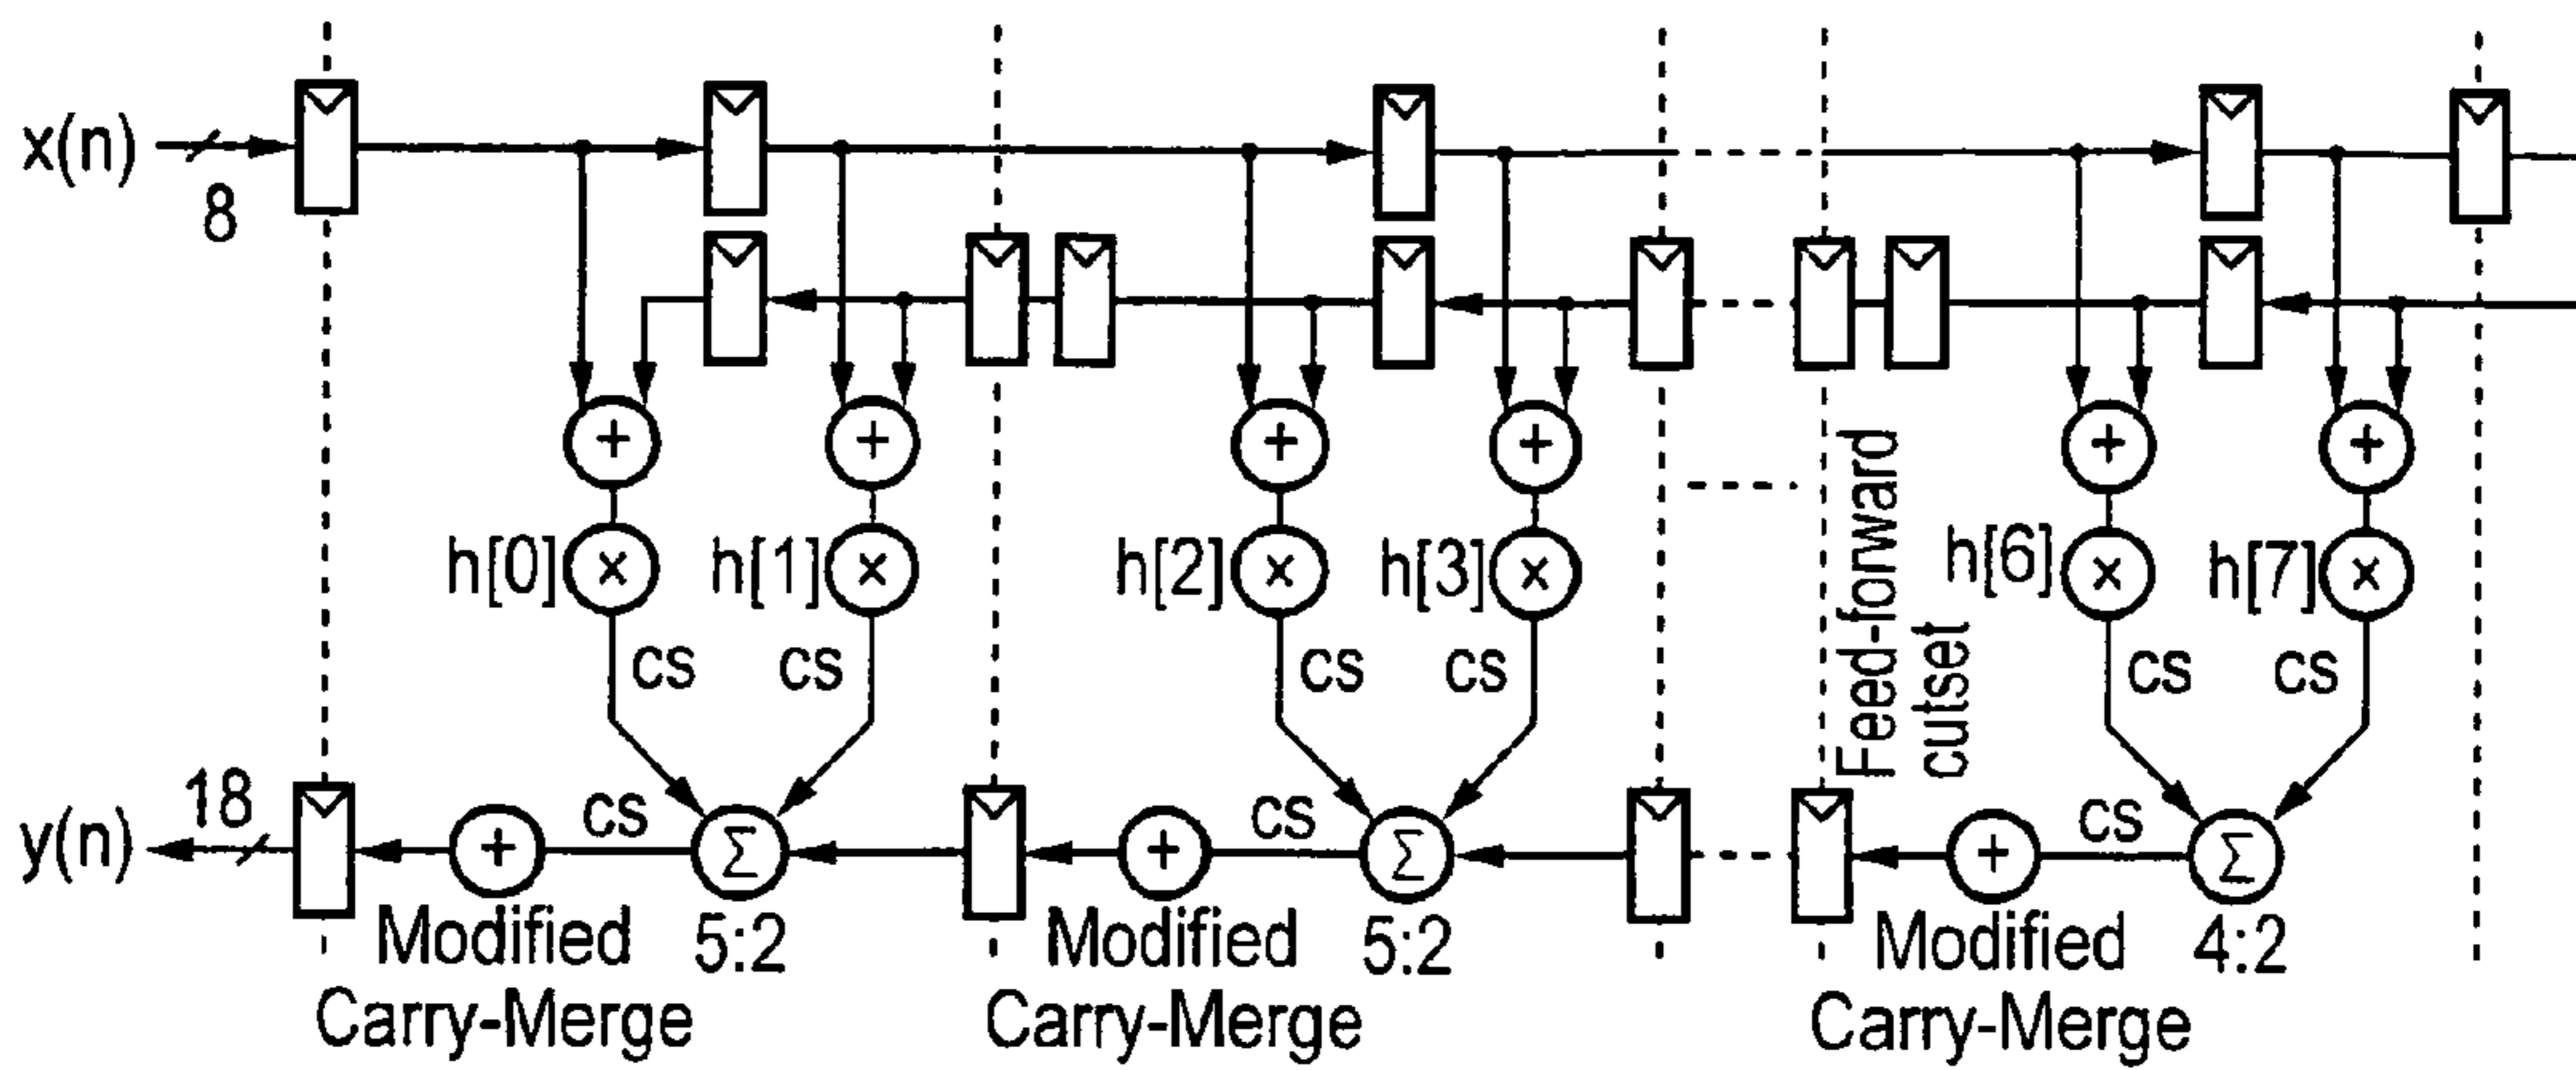 x(n)
8
+ + + + + +
h[0] × h[1] × h[2] × h[3] × h[6] × h[7] ×
cs cs cs cs cs cs
Feed-forward
cutset
y(n) 18 + cs Σ + cs Σ + cs Σ
Modified 5:2 Modified 5:2 Modified 4:2
Carry-Merge Carry-Merge Carry-Merge